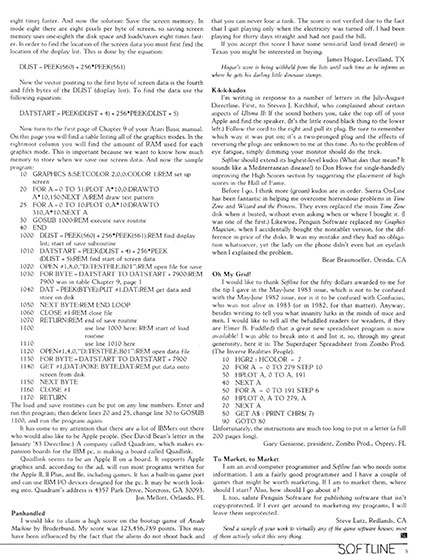 eight times faster. And now the solution: Save the screen memory. In
mode eight there are eight pixels per byte of screen, so saving screen
memory uses one-eighth the disk space and loads/saves eight times fast-
er. In order to find the location of the screen data you must first find the
location of the display list. This is done by the equation:
DLIST = PEEK(560) + 256*PEEK(561)
Now the vector pointing to the first byte of screen data is the fourth
and fifth bytes of the DLIST (display list). To find the data use the
following equation:
DATSTART = PEEK(DLIST + 4) + 256*PEEK(DLIST + 5)
Now turn to the first page of Chapter 9 of your Atari Basic manual.
On this page you will find a table listing all of the graphics modes. In the
rightmost column you will find the amount of RAM used for each
graphics mode. This is important because we want to know how much
memory to store when we save our screen data. And now the sample
program:
10 GRAPHICS 8:SETCOLOR 2,0,0:COLOR 1:REM set up
screen
20 FOR A = 0 TO 31:PLOT A*10,0:DRAWTO
A*10,150:NEXT A:REM draw test pattern
25 FOR A = 0 TO 10:PLOT 0,A*10:DRAWTO
310,A*10:NEXT A
30 GOSUB 1000:REM execute save routine
40 END
1000 DLIST = PEEK(560) + 256*PEEK(561):REM find display
list; start of save subroutine
1010 DATSTART = PEEK(DLIST + 4) + 256*PEEK
(DLIST + 5):REM find start of screen data
1020 OPEN #1,8,0,"D:TESTFILE.801":REM open file for save
1030 FOR BYTE = DATSTART TO DATSTART + 7900:REM
7900 was in table Chapter 9, page 1
1040 DAT = PEEK(BYTE):PUT #1,DAT:REM get data and
store on disk
1050 NEXT BYTE:REM END LOOP
1060 CLOSE #1:REM close file
1070 RETURN:REM end of save routine
1100 use line 1000 here: REM start of load
routine
1110 use line 1010 here
1120 OPEN #1,4,0,"D:TESTFILE.801":REM open data file
1130 FOR BYTE = DATSTART TO DATSTART + 7900
1140 GET #1,DAT:POKE BYTE,DAT:REM put data onto
screen from disk
1150 NEXT BYTE
1160 CLOSE #1
1170 RETURN
The load and save routines can be put on any line numbers. Enter and
run this program; then delete lines 20 and 25, change line 30 to GOSUB
1100, and run the program again.
It has come to my attention that there are a lot of IBMers out there
who would also like to be Apple people. (See David Bean's letter in the
January '83 Directline.) A company called Quadram, which makes ex-
pansion boards for the IBM pc, is making a board called Quadlink.
Quadlink seems to be an Apple II on a board. It supports Apple
graphics and, according to the ad, will run most programs written for
the Apple II, II Plus, and IIe, including games. It has a built-in game port
and can use IBM I/O devices designed for the pc. It may be worth look-
ing into. Quadram's address is 4357 Park Drive, Norcross, GA 30093.
Jon Mellott, Orlando, FL
Panhandled
I would like to claim a high score on the bootup game of Arcade
Machine by Broderbund. My score was 123,456,789 points. This may
have been influenced by the fact that the aliens do not shoot back and
that you can never lose a tank. The score is not verified due to the fact
that I quit playing only when the electricity was turned off. I had been
playing for thirty days straight and had not paid the bill.
If you accept this score I have some semi-arid land (read desert) in
Texas you might be interested in buying.
James Hogue, Levelland, TX
Hogue's score is being withheld from the lists until such time as he informs us
where he gets his darling little dinosaur stamps.
K-k-k-kudos
I'm writing in response to a number of letters in the July-August
Directline. First, to Steven J. Kirchhof, who complained about certain
aspects of Ultima II: If the sound bothers you, take the top off of your
Apple and find the speaker. (It's the little round black thing to the lower
left.) Follow the cord to the right and pull its plug. Be sure to remember
which way it was put on; it's a two-pronged plug and the effects of
reversing the plugs are unknown to me at this time. As to the problem of
eye fatigue, simply dimming your monitor should do the trick.
Softline should extend its highest-level kudos (What does that mean? It
sounds like a Mediterranean disease!) to Don Howe for single-handedly
improving the High Scores section by suggesting the placement of high
scores in the Hall of Fame.
Before I go, I think more (groan) kudos are in order. Sierra On-Line
has been fantastic in helping me overcome horrendous problems in Time
Zone and Wizard and the Princess. They even replaced the main Time Zone
disk when it busted, without even asking when or where I bought it. (I
was one of the first.) Likewise, Penguin Software replaced my Graphics
Magician, when I accidentally bought the nontablet version, for the dif-
ference in price of the disks. It was my mistake and they had no obliga-
tion whatsoever, yet the lady on the phone didn't even bat an eyelash
when I explained the problem.
Bear Braumoeller, Orinda, CA
Oh My Grid!
I would like to thank Softline for the fifty dollars awarded to me for
the tip I gave in the May-June 1983 issue, which is not to be confused
with the May-June 1982 issue, nor is it to be confused with Confucius,
who was not alive in 1983 (or in 1982, for that matter). Anyway,
besides wanting to tell you what insanity lurks in the minds of mice and
men, I would like to tell all the befuddled readers (or weaders, if they
are Elmer B. Fuddled) that a great new spreadsheet program is now
available! I was able to break into it and list it, so, through my great
generosity, here it is: The Superduper Spreadsheet from Zombo Prod.
(The Inverse Realities People).
10 HGR2 : HCOLOR = 7
20 FOR A = 0 TO 279 STEP 10
30 HPLOT A, 0 TO A, 191
40 NEXT A
50 FOR A = 0 TO 191 STEP 6
60 HPLOT 0, A TO 279, A
70 NEXT A
80 GET A$ : PRINT CHR$( 7)
90 GOTO 80
Unfortunately, the instructions are much too long to put in a letter (a full
200 pages long).
Gary Gensense, president, Zombo Prod., Osprey, FL
To Market, to Market
I am an avid computer programmer and Softline fan who needs some
information. I am a fairly good programmer and I have a couple of
games that might be worth marketing. If I am to market them, where
should I start? Also, how should I go about it?
I, too, salute Penguin Software for publishing software that isn't
copy-protected. If I ever get around to marketing my programs, I will
leave them unprotected.
Steve Lutz, Redlands, CA
Send a sample of your work to virtually any of the game software houses; most
of them actively solicit this very thing.
SOFTLINE 5